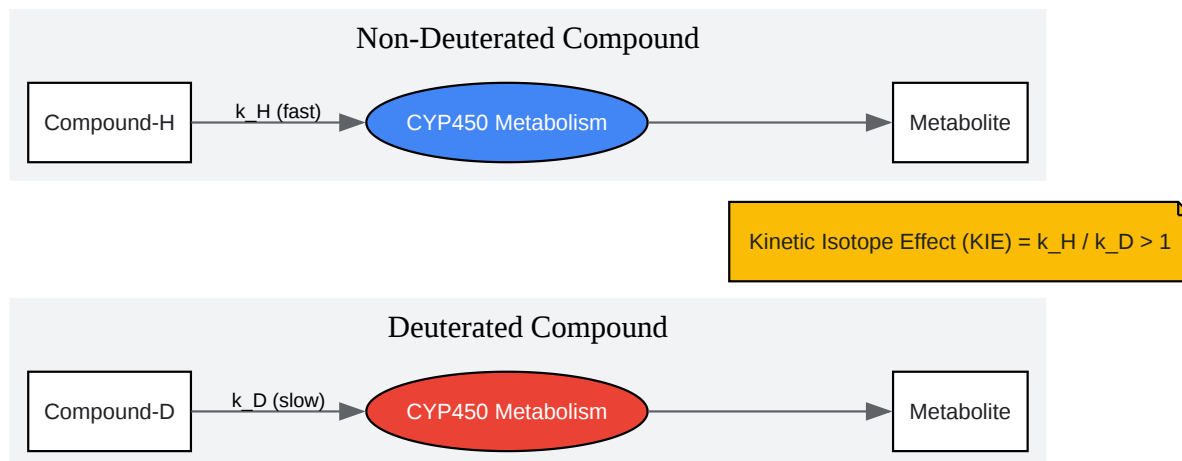 Non-Deuterated Compound
Compound-H
k_H (fast)
CYP450 Metabolism
Metabolite
Kinetic Isotope Effect (KIE) = k_H / k_D > 1
Deuterated Compound
Compound-D
k_D (slow)
CYP450 Metabolism
Metabolite